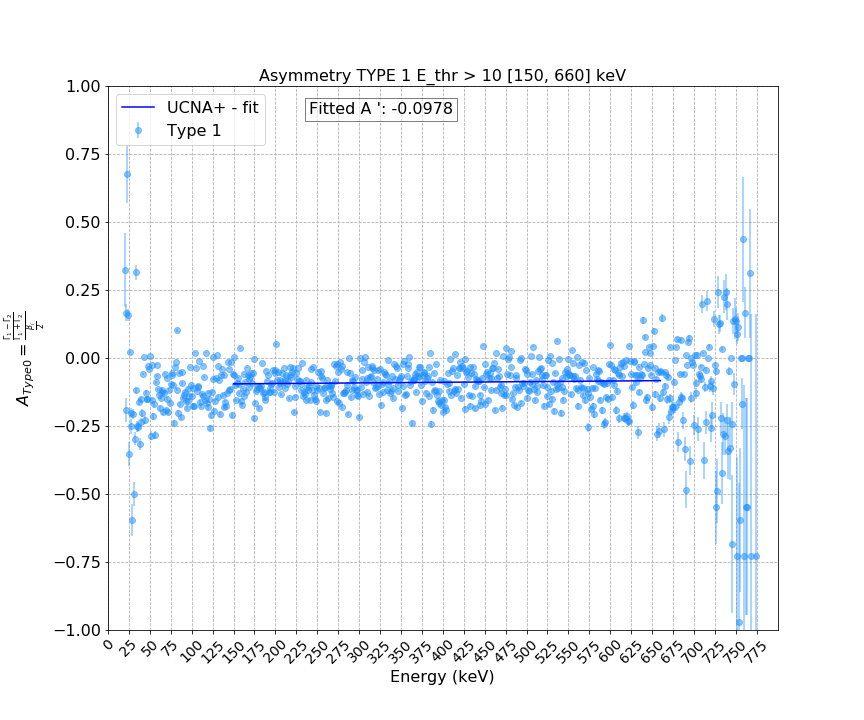 Asymmetry TYPE 1 E_thr > 10 [150, 660] keV
UCNA+ - fit
Type 1
Fitted A ': -0.0978
1.00
0.75
0.50
0.25
0.00
−0.25
−0.50
−0.75
−1.00
0 25 50 75 100 125 150 175 200 225 250 275 300 325 350 375 400 425 450 475 500 525 550 575 600 625 650 675 700 725 750 775
Energy (keV)